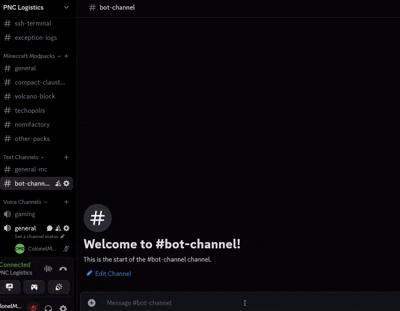 PNC Logistics
ssh-terminal
exception-logs
Minecraft Modpacks
general
compact-claust...
volcano-block
techopolis
nomifactory
other-packs
Text Channels
general-mc
bot-chann...
Voice Channels
gaming
general
Set a channel status
ColonelM...
Connected
PNC Logistics
lonelM...
bot-channel
Welcome to #bot-channel!
This is the start of the #bot-channel channel.
Edit Channel
Message #bot-channel